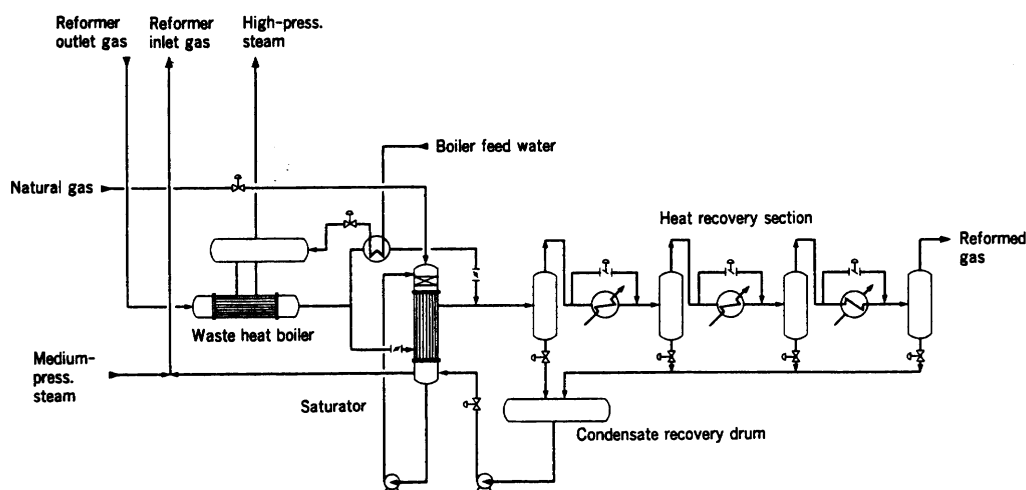 Reformer
outlet gas
Reformer
inlet gas
High-press.
steam
Boiler feed water
Natural gas
Heat recovery section
Reformed
gas
Waste heat boiler
Medium-
press.
steam
Saturator
Condensate recovery drum